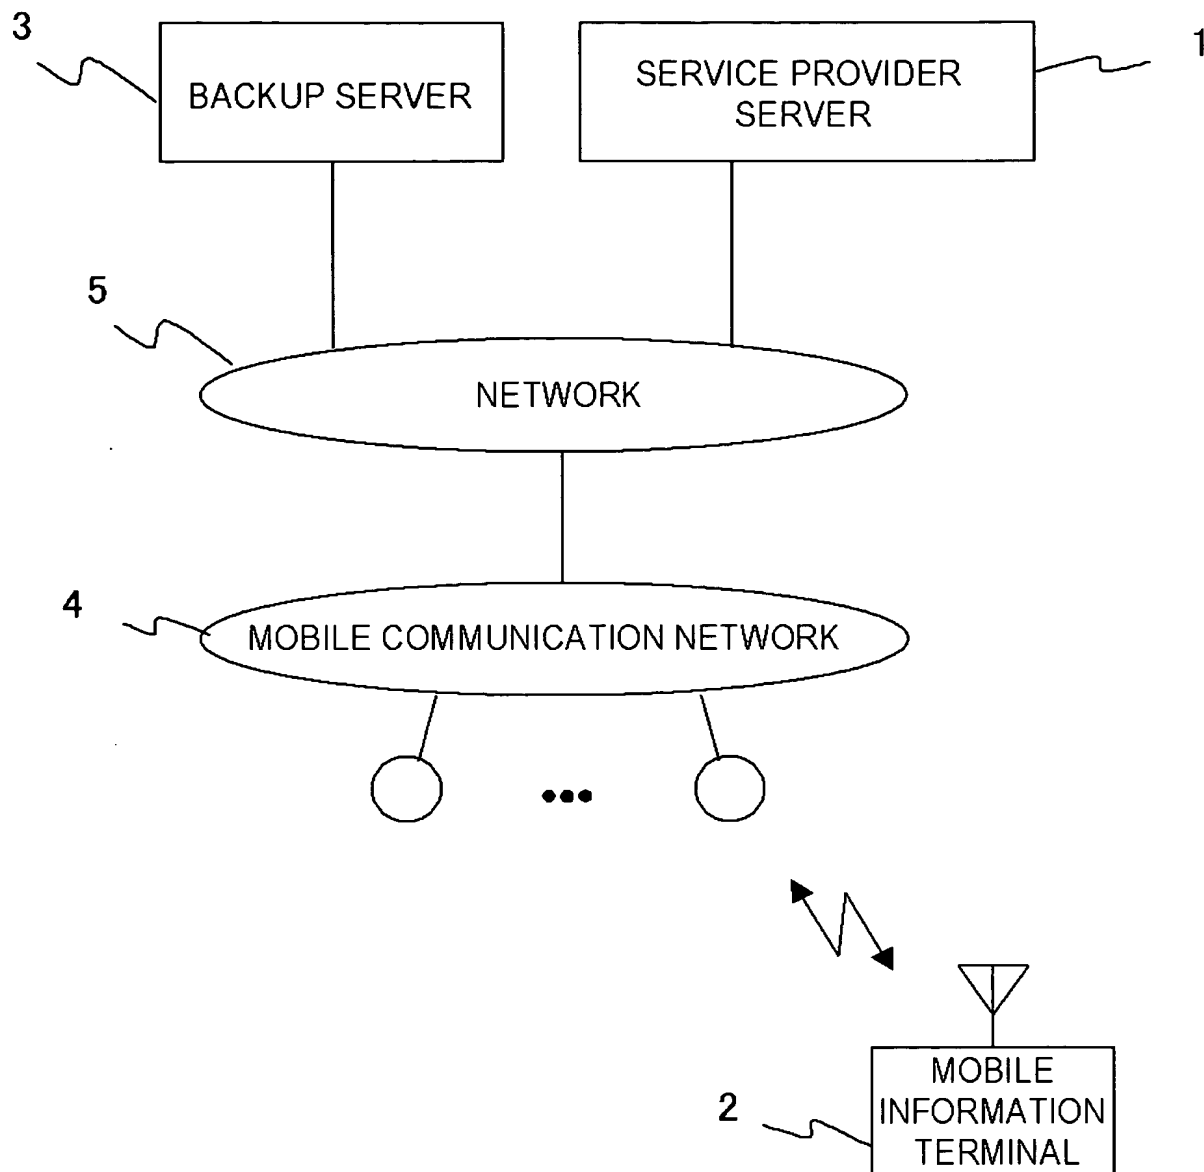 3
1
BACKUP SERVER
SERVICE PROVIDER
SERVER
5
NETWORK
4
MOBILE COMMUNICATION NETWORK
2
MOBILE
INFORMATION
TERMINAL